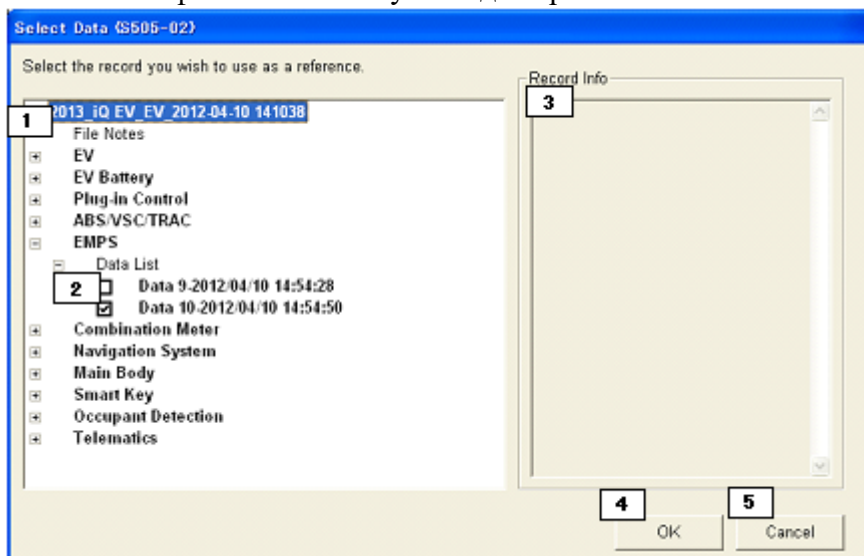 Select Data (S505-02)
Select the record you wish to use as a reference.
Record Info
1
2013_iQ EV_EV_2012-04-10 141038
3
File Notes
EV
EV Battery
Plug-in Control
ABS/VSC/TRAC
EMPS
Data List
2
Data 9-2012/04/10 14:54:28
Data 10-2012/04/10 14:54:50
Combination Meter
Navigation System
Main Body
Smart Key
Occupant Detection
Telematics
4
5
OK
Cancel